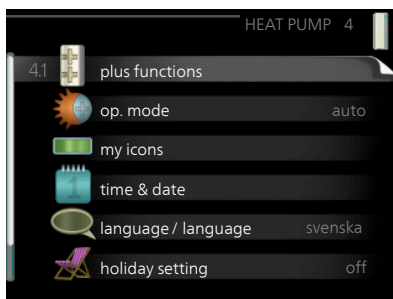 HEAT PUMP 4
4.1 plus functions
op. mode auto
my icons
1
time & date
language / language svenska
holiday setting off